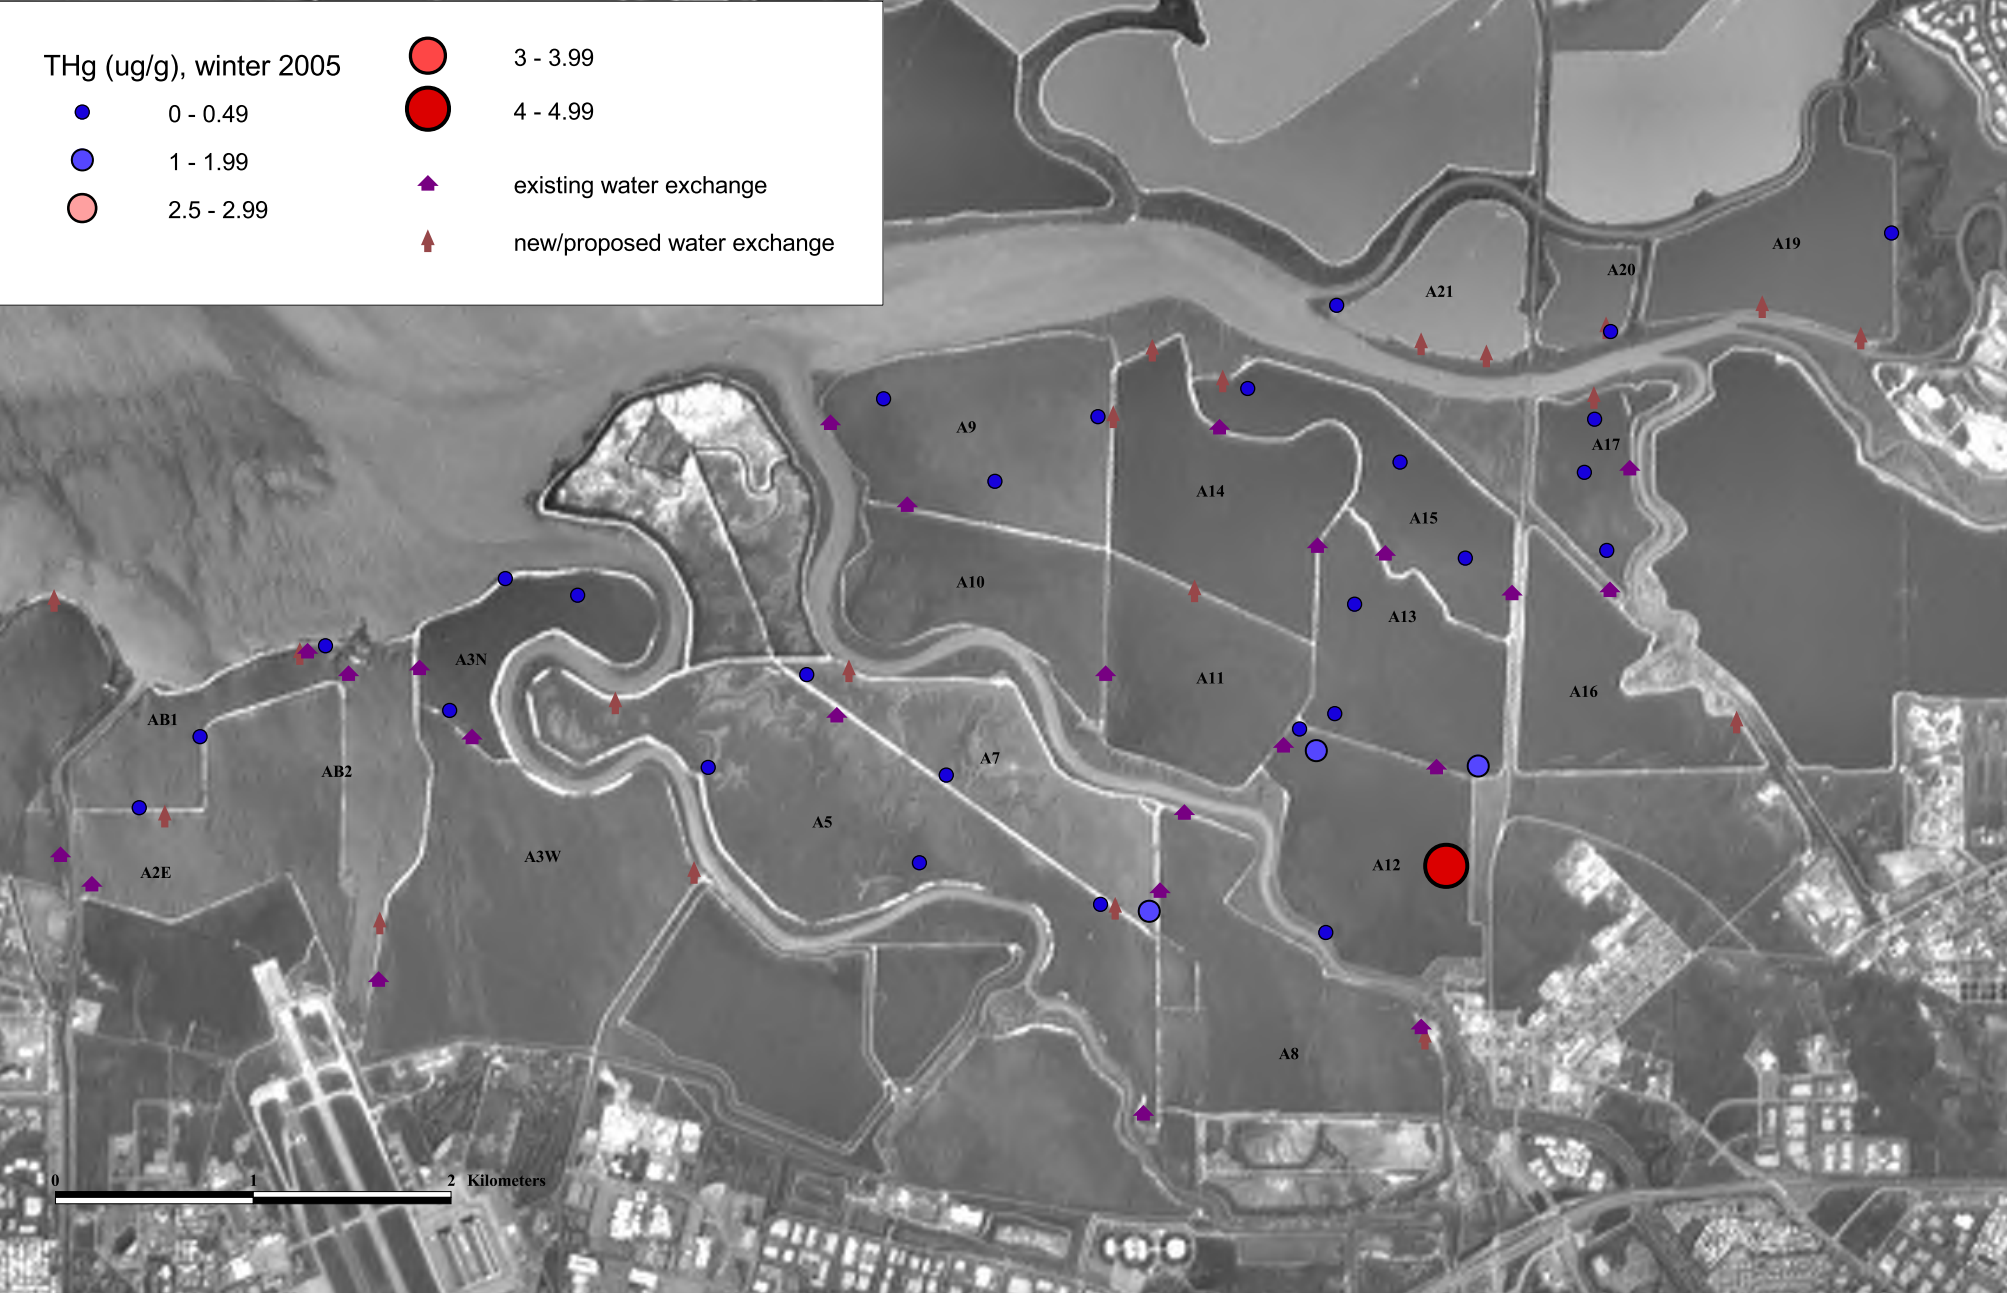 THg (ug/g), winter 2005
0 - 0.49
1 - 1.99
2.5 - 2.99
3 - 3.99
4 - 4.99
existing water exchange
new/proposed water exchange
A19
A20
A21
A9
A17
A14
A15
A10
A13
A3N
A11
A16
AB1
AB2
A7
A5
A3W
A12
A2E
A8
0 1 2 Kilometers